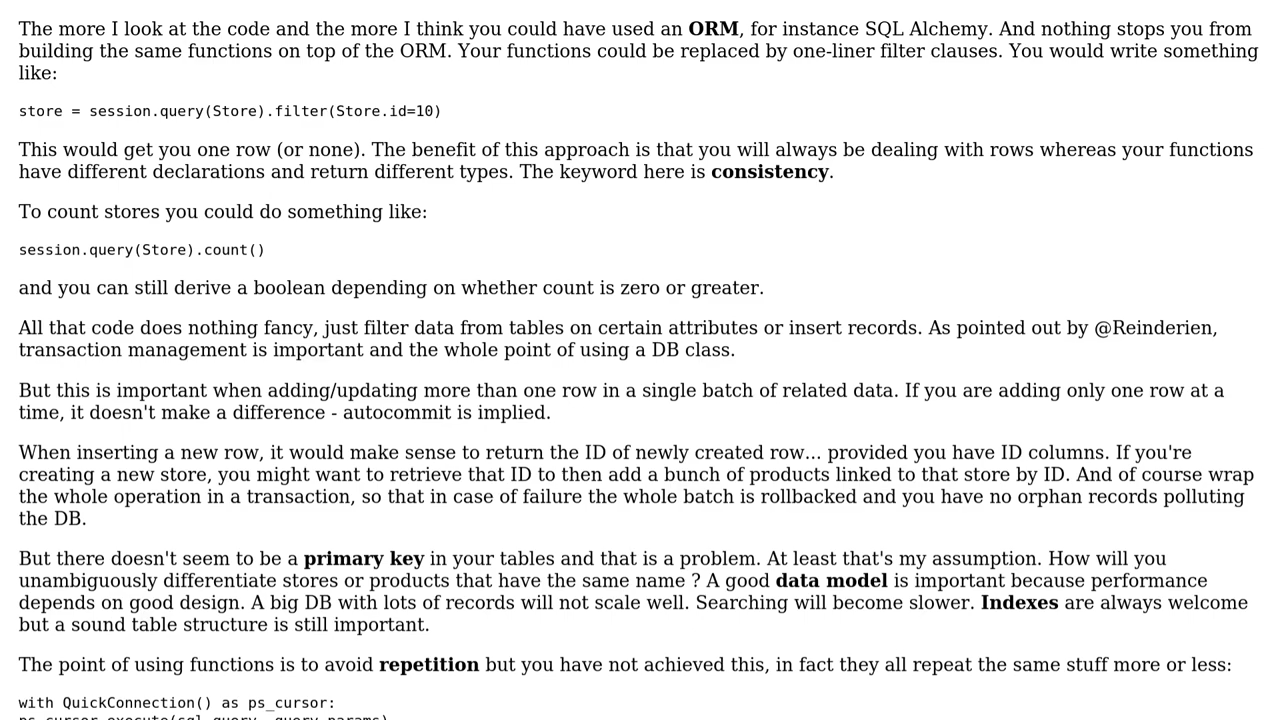 The more I look at the code and the more I think you could have used an ORM, for instance SQL Alchemy. And nothing stops you from
building the same functions on top of the ORM. Your functions could be replaced by one-liner filter clauses. You would write something
like:
store = session.query(Store).filter(Store.id=10)
This would get you one row (or none). The benefit of this approach is that you will always be dealing with rows whereas your functions
have different declarations and return different types. The keyword here is consistency.
To count stores you could do something like:
session.query(Store).count()
and you can still derive a boolean depending on whether count is zero or greater.
All that code does nothing fancy, just filter data from tables on certain attributes or insert records. As pointed out by @Reinderien,
transaction management is important and the whole point of using a DB class.
But this is important when adding/updating more than one row in a single batch of related data. If you are adding only one row at a
time, it doesn't make a difference - autocommit is implied.
When inserting a new row, it would make sense to return the ID of newly created row... provided you have ID columns. If you're
creating a new store, you might want to retrieve that ID to then add a bunch of products linked to that store by ID. And of course wrap
the whole operation in a transaction, so that in case of failure the whole batch is rollbacked and you have no orphan records polluting
the DB.
But there doesn't seem to be a primary key in your tables and that is a problem. At least that's my assumption. How will you
unambiguously differentiate stores or products that have the same name ? A good data model is important because performance
depends on good design. A big DB with lots of records will not scale well. Searching will become slower. Indexes are always welcome
but a sound table structure is still important.
The point of using functions is to avoid repetition but you have not achieved this, in fact they all repeat the same stuff more or less:
with QuickConnection() as ps_cursor:
ps_cursor.execute(sql_query, query_params)